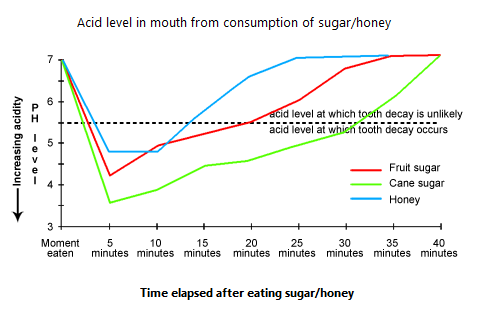 Acid level in mouth from consumption of sugar/honey
7
6
5
4
3
Increasing acidity
PH level
acid level at which tooth decay is unlikely
acid level at which tooth decay occurs
Fruit sugar
Cane sugar
Honey
Moment eaten
5 minutes
10 minutes
15 minutes
20 minutes
25 minutes
30 minutes
35 minutes
40 minutes
Time elapsed after eating sugar/honey